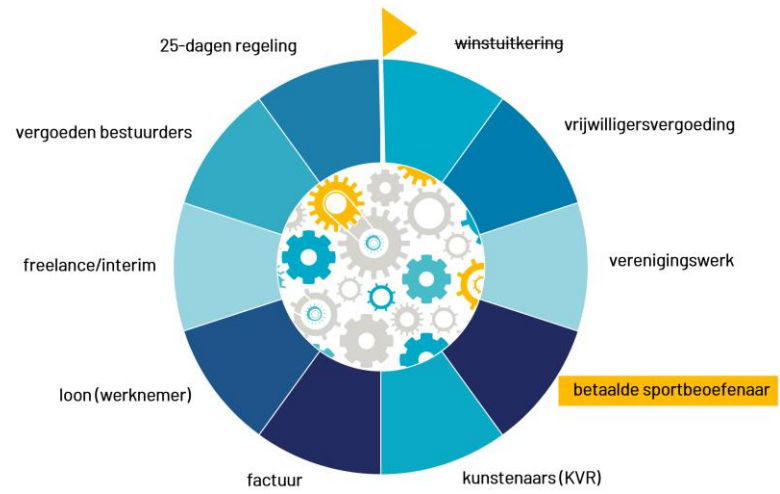 25-dagen regeling
winstuitkering
vergoeden bestuurders
vrijwilligersvergoeding
freelance/interim
verenigingswerk
loon (werknemer)
betaalde sportbeoefenaar
factuur
kunstenaars (KVR)